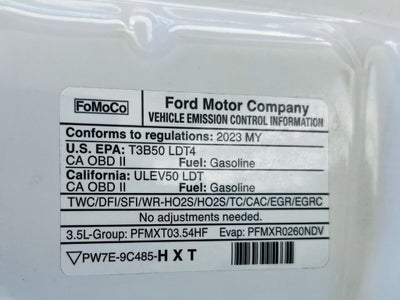 FoMoCo
Ford Motor Company
VEHICLE EMISSION CONTROL INFORMATION
Conforms to regulations: 2023 MY
U.S. EPA: T3B50 LDT4
CA OBD II Fuel: Gasoline
California: ULEV50 LDT
CA OBD II Fuel: Gasoline
TWC/DFI/SFI/WR-HO2S/HO2S/TC/CAC/EGR/EGRC
No adjustments needed.
3.5L-Group: PFMXT03.54HF Evap: PFMXR0260NDV
PW7E-9C485-HXT